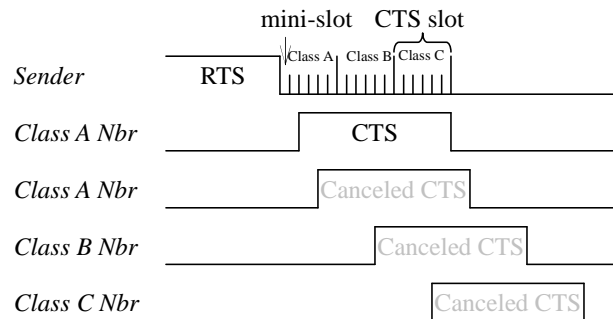 mini-slot CTS slot
Class A Class B Class C
Sender RTS
Class A Nbr CTS
Class A Nbr Canceled CTS
Class B Nbr Canceled CTS
Class C Nbr Canceled CTS